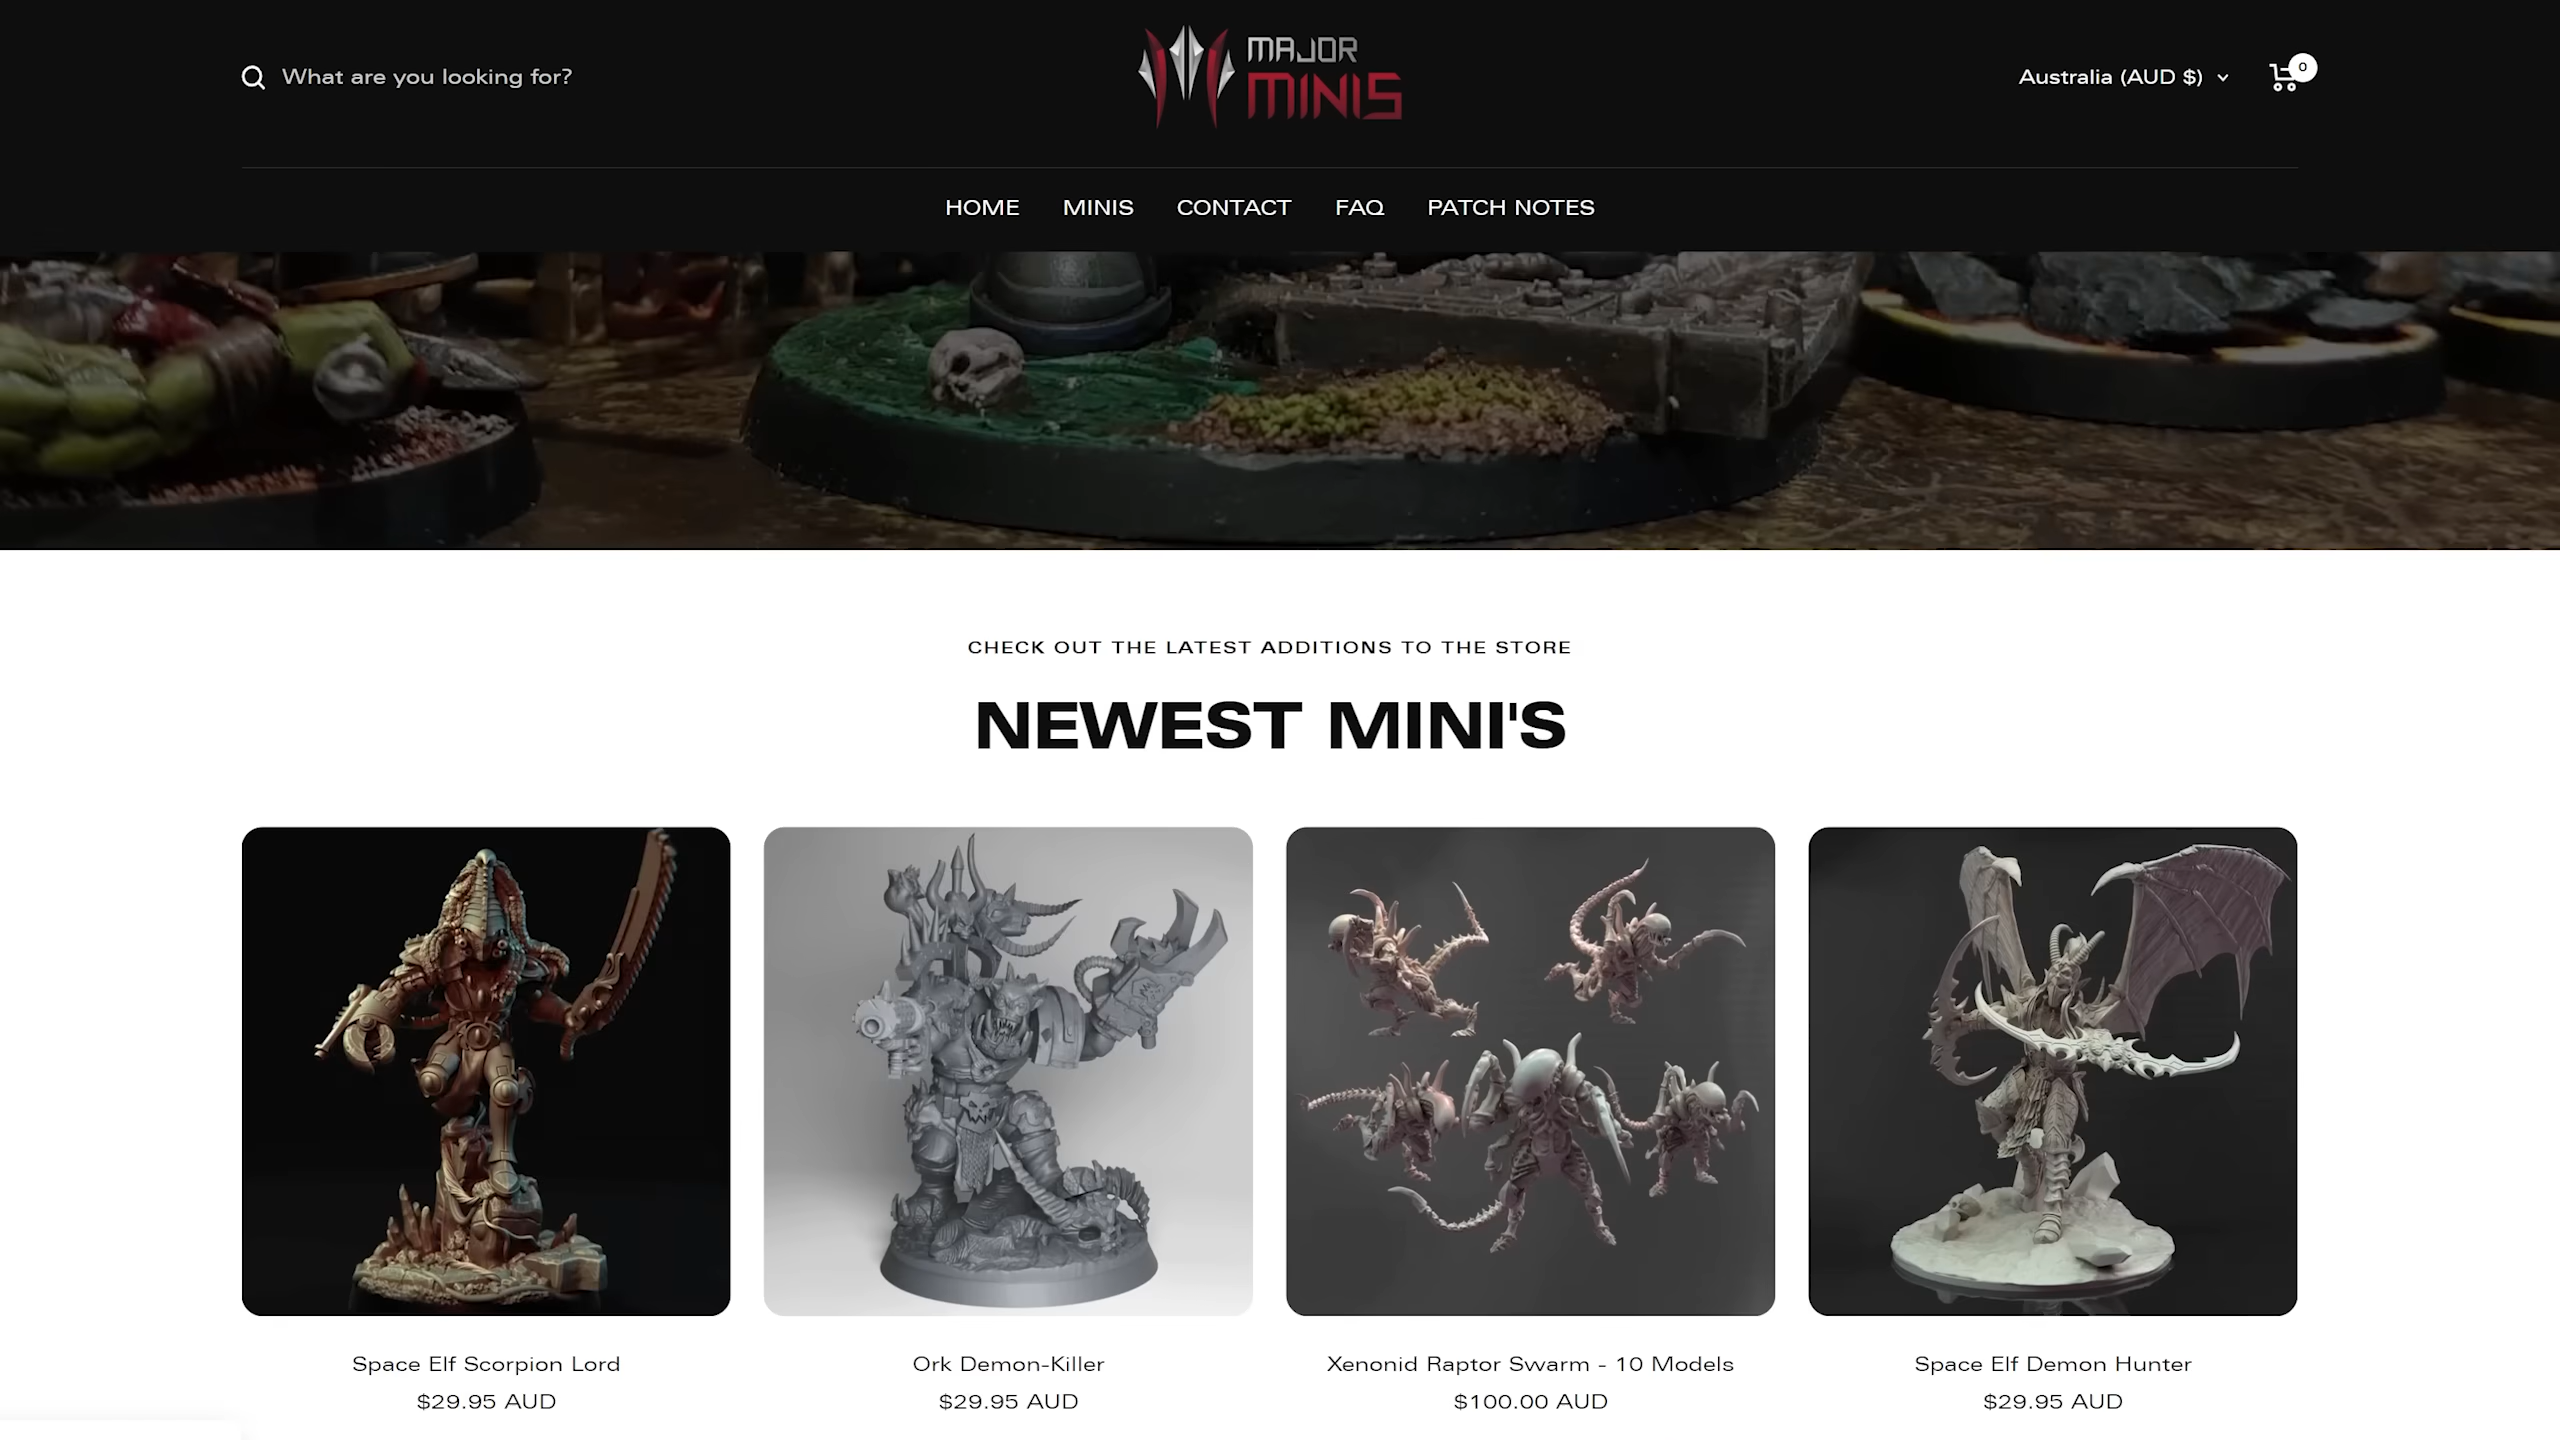 What are you looking for?
MAJOR
MINIS
Australia (AUD $)
0
HOME MINIS CONTACT FAQ PATCH NOTES
CHECK OUT THE LATEST ADDITIONS TO THE STORE
NEWEST MINI'S
Space Elf Scorpion Lord
$29.95 AUD
Ork Demon-Killer
$29.95 AUD
Xenonid Raptor Swarm - 10 Models
$100.00 AUD
Space Elf Demon Hunter
$29.95 AUD